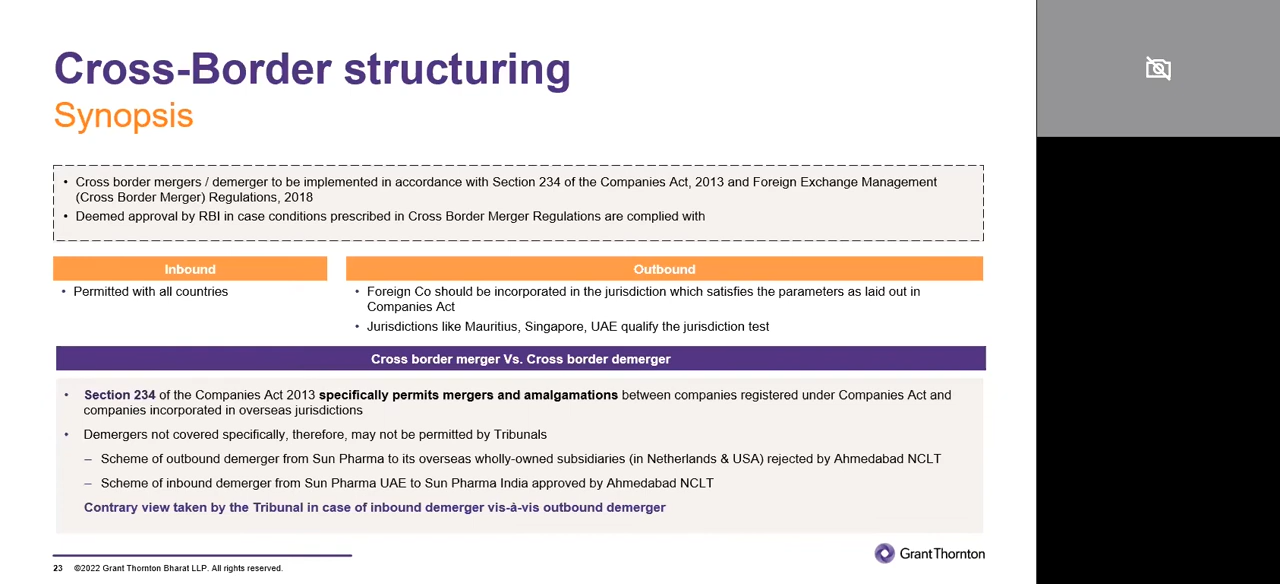 Cross-Border structuring
Synopsis
• Cross border mergers / demerger to be implemented in accordance with Section 234 of the Companies Act, 2013 and Foreign Exchange Management
(Cross Border Merger) Regulations, 2018
• Deemed approval by RBI in case conditions prescribed in Cross Border Merger Regulations are complied with
Inbound
• Permitted with all countries
Outbound
• Foreign Co should be incorporated in the jurisdiction which satisfies the parameters as laid out in
Companies Act
• Jurisdictions like Mauritius, Singapore, UAE qualify the jurisdiction test
Cross border merger Vs. Cross border demerger
• Section 234 of the Companies Act 2013 specifically permits mergers and amalgamations between companies registered under Companies Act and
companies incorporated in overseas jurisdictions
• Demergers not covered specifically, therefore, may not be permitted by Tribunals
– Scheme of outbound demerger from Sun Pharma to its overseas wholly-owned subsidiaries (in Netherlands & USA) rejected by Ahmedabad NCLT
– Scheme of inbound demerger from Sun Pharma UAE to Sun Pharma India approved by Ahmedabad NCLT
Contrary view taken by the Tribunal in case of inbound demerger vis-à-vis outbound demerger
GrantThornton
23 ©2022 Grant Thornton Bharat LLP. All rights reserved.